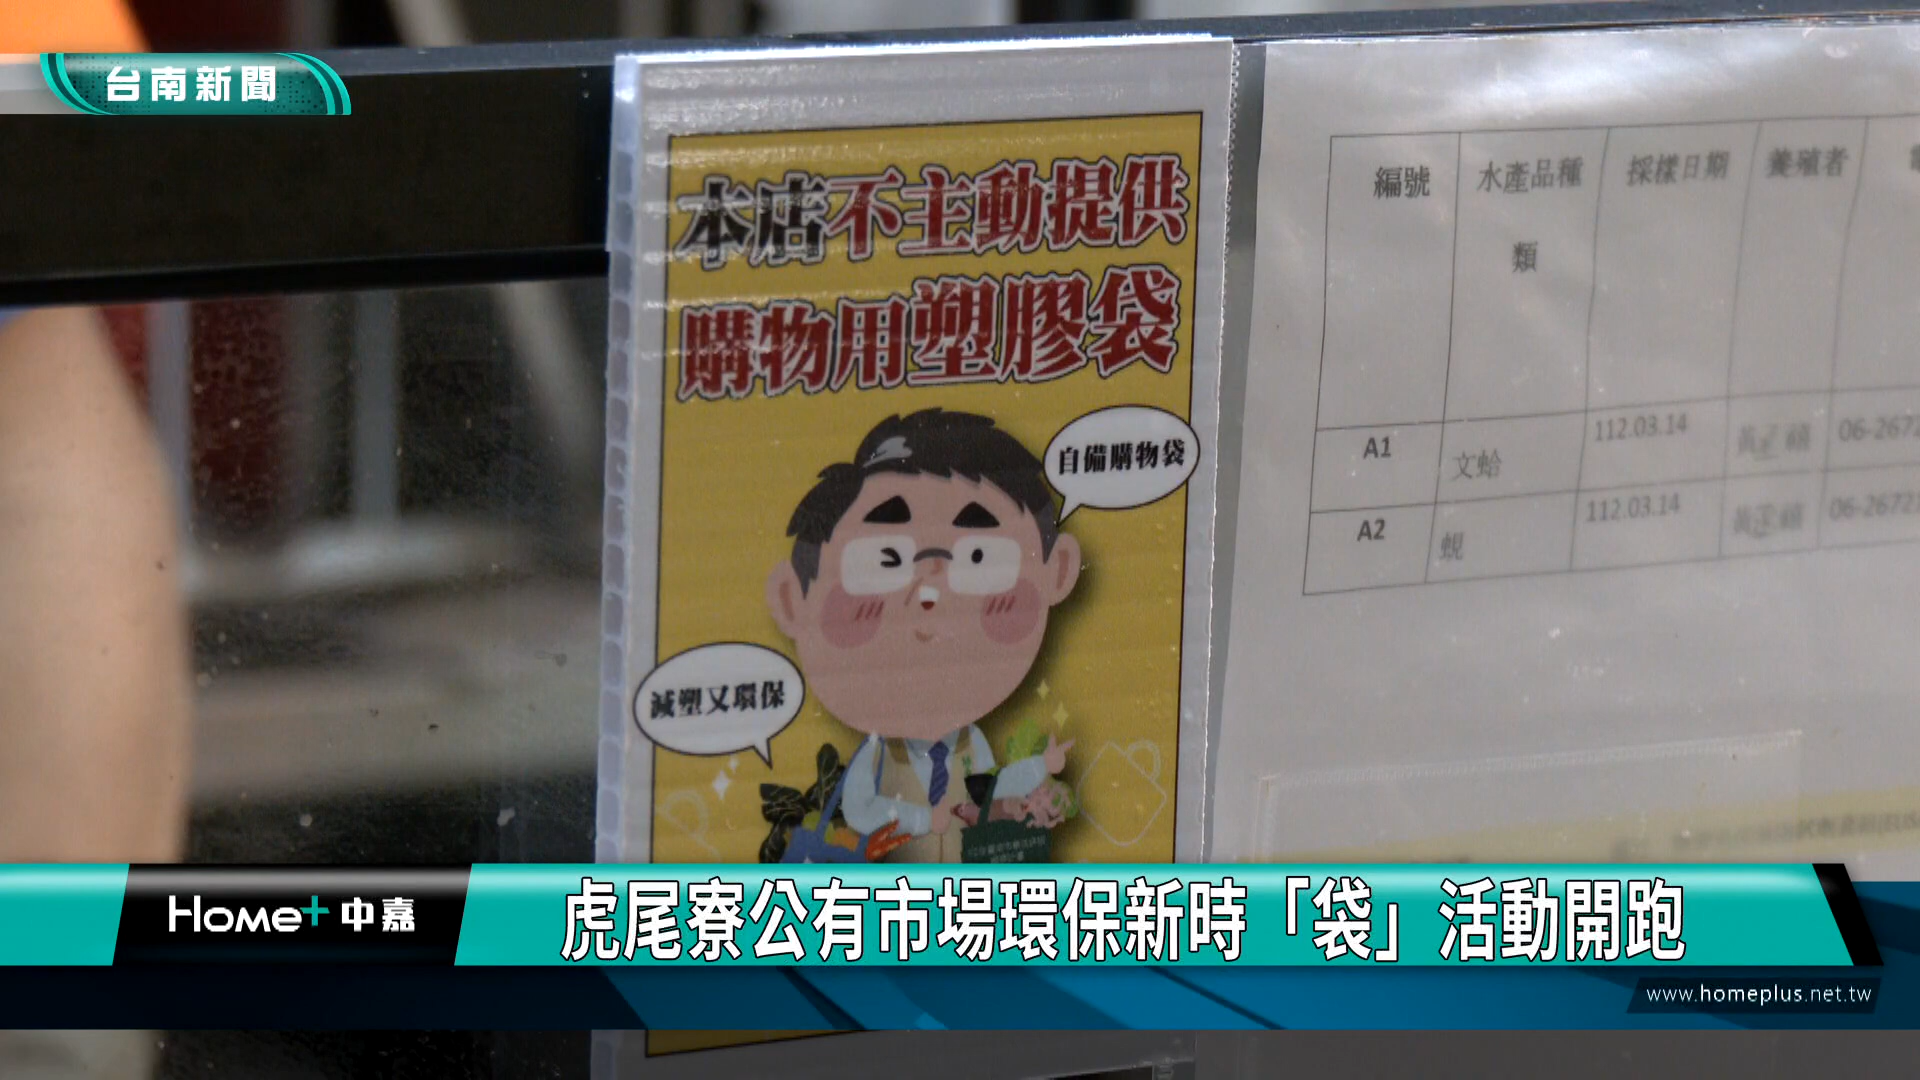 台南新聞
本店不主動提供
購物用塑膠袋
自備購物袋
減塑又環保
編號 水產品種類 採樣日期 養殖者
A1 文蛤 112.03.14 06-2672
A2 蜆 112.03.14 06-2672
Home+ 中嘉
虎尾寮公有市場環保新時「袋」活動開跑
www.homeplus.net.tw